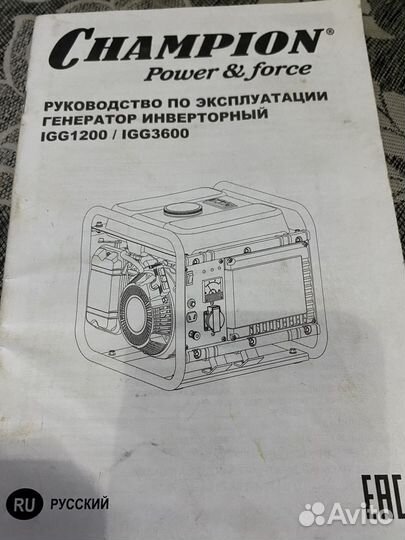 CHAMPION®
Power & force
РУКОВОДСТВО ПО ЭКСПЛУАТАЦИИ
ГЕНЕРАТОР ИНВЕРТОРНЫЙ
IGG1200 / IGG3600
RU РУССКИЙ
EAC
Avito